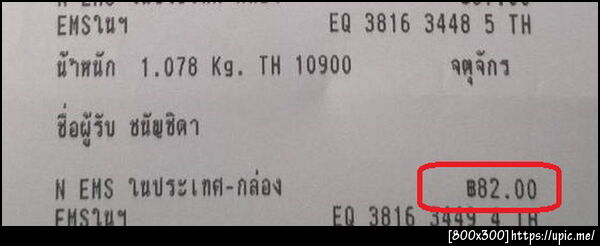 EMSในฯ EQ 3816 3448 5 TH
น้ำหนัก 1.078 Kg. TH 10900 จตุจักร
ชื่อผู้รับ ชนัญชิดา
N EMS ในประเทศ-กล่อง ฿82.00
EMSในฯ EQ 3816 3449 4 TH
[800x300]https://upic.me/